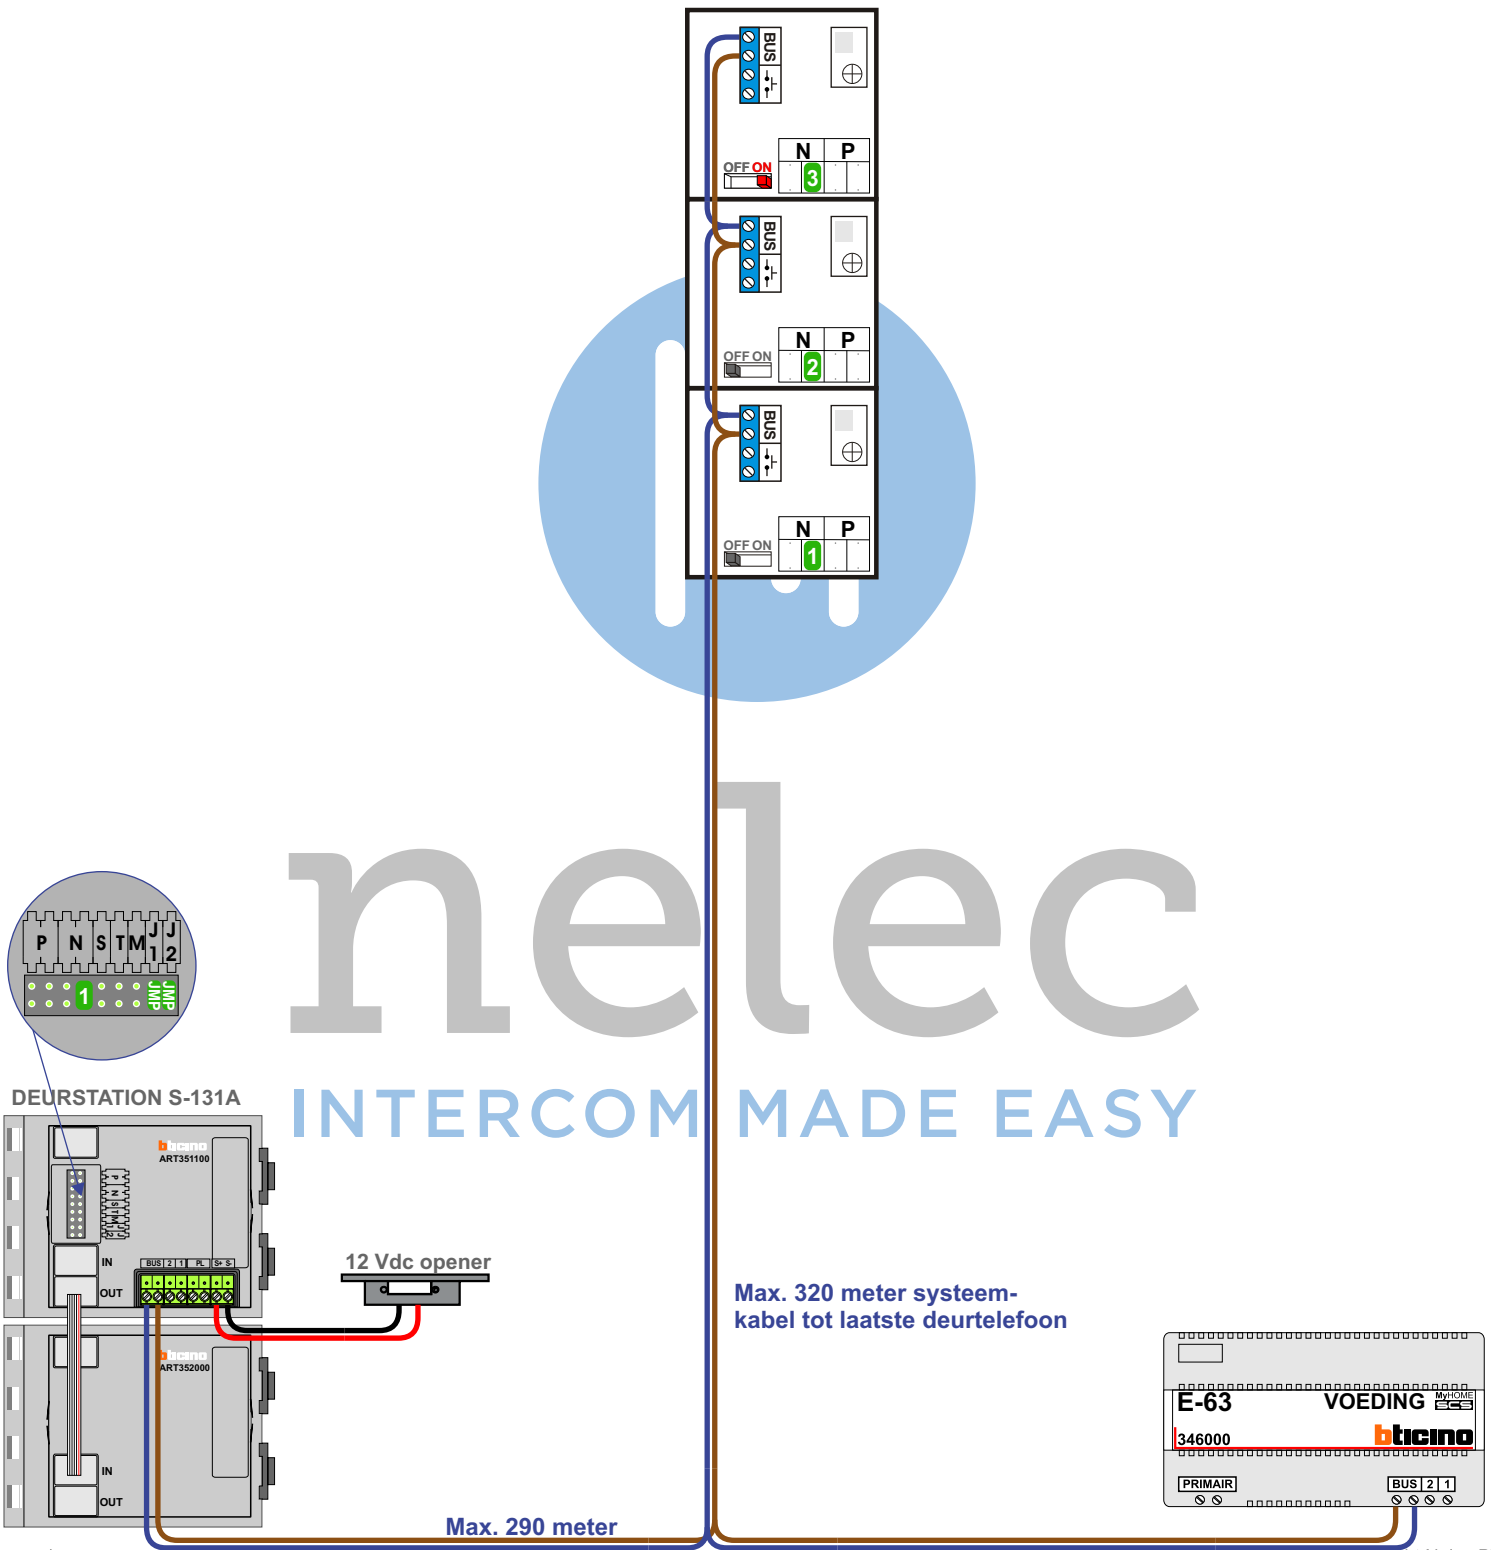 BUS
N P
OFF ON
3
BUS
N P
OFF ON
2
BUS
N P
OFF ON
1
nelec
INTERCOM MADE EASY
P N S T M J1 J2
1 JMP JMP
DEURSTATION S-131A
bticino
ART351100
P N S T M J1 J2
IN
OUT
BUS 2 1 PL S+ S-
12 Vdc opener
bticino
ART352000
IN
OUT
Max. 290 meter
Max. 320 meter systeem-
kabel tot laatste deurtelefoon
E-63 VOEDING MyHOME
SCS
346000 bticino
PRIMAIR BUS 2 1